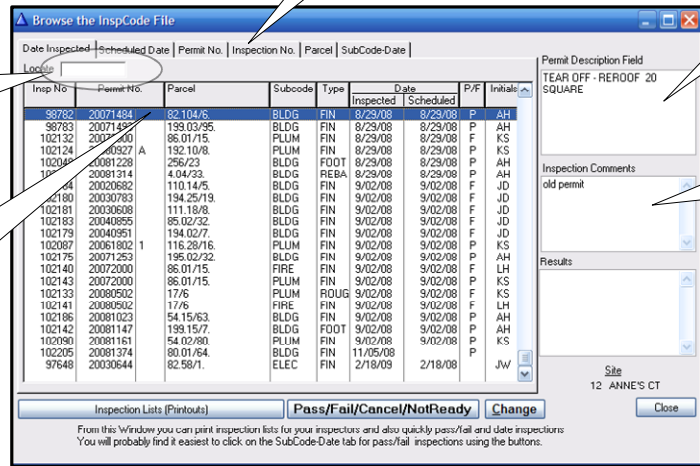 Browse the InspCode File
Date Inspected Scheduled Date Permit No. Inspection No. Parcel SubCode-Date
Locate
Insp No Permit No. Parcel Subcode Type Date P/F Initials
Inspected Scheduled
98782 20071484 82.104/6. BLDG FIN 8/29/08 8/29/08 P AH
98783 199.03/95. BLDG FIN 8/29/08 8/29/08 P AH
102132 86.01/15. PLUM FIN 8/29/08 8/29/08 F KS
102124 A 192.10/8. PLUM FIN 8/29/08 8/29/08 P KS
20081228 256/23 BLDG FOOT 8/29/08 8/29/08 P AH
20081314 4.04/33. BLDG REBA 8/29/08 8/29/08 P AH
20020682 110.14/5. BLDG FIN 9/02/08 9/02/08 F JD
20030783 194.25/19. BLDG FIN 9/02/08 9/02/08 F JD
102181 20030608 111.18/8. BLDG FIN 9/02/08 9/02/08 F JD
102183 20040855 85.02/32. BLDG FIN 9/02/08 9/02/08 F JD
102179 20040951 194.02/7. BLDG FIN 9/02/08 9/02/08 F JD
102087 20061802 1 116.28/16. PLUM FIN 9/02/08 9/02/08 P KS
102175 20071253 195.02/32. BLDG FIN 9/02/08 9/02/08 P AH
102140 20072000 86.01/15. FIRE FIN 9/02/08 9/02/08 F LH
102143 20072000 86.01/15. PLUM FIN 9/02/08 9/02/08 P KS
102133 20080502 17/6 PLUM ROUG 9/02/08 9/02/08 F KS
102141 20080502 17/6 FIRE FIN 9/02/08 9/02/08 F LH
102186 20081023 54.15/63. BLDG FIN 9/02/08 9/02/08 P AH
102142 20081147 199.15/7. BLDG FOOT 9/02/08 9/02/08 P AH
102090 20081161 54.02/80. PLUM FIN 9/02/08 9/02/08 P KS
102205 20081374 80.01/64. BLDG FIN 11/05/08 P
97648 20030644 82.58/1. ELEC FIN 2/18/09 2/18/08 JW
Permit Description Field
TEAR OFF - REROOF 20
SQUARE
Inspection Comments
old permit
Results
Site
12 ANNE'S CT
Inspection Lists (Printouts) Pass/Fail/Cancel/NotReady Change Close
From this Window you can print inspection lists for your inspectors and also quickly pass/fail and date inspections
You will probably find it easiest to click on the SubCode-Date tab for pass/fail inspections using the buttons.